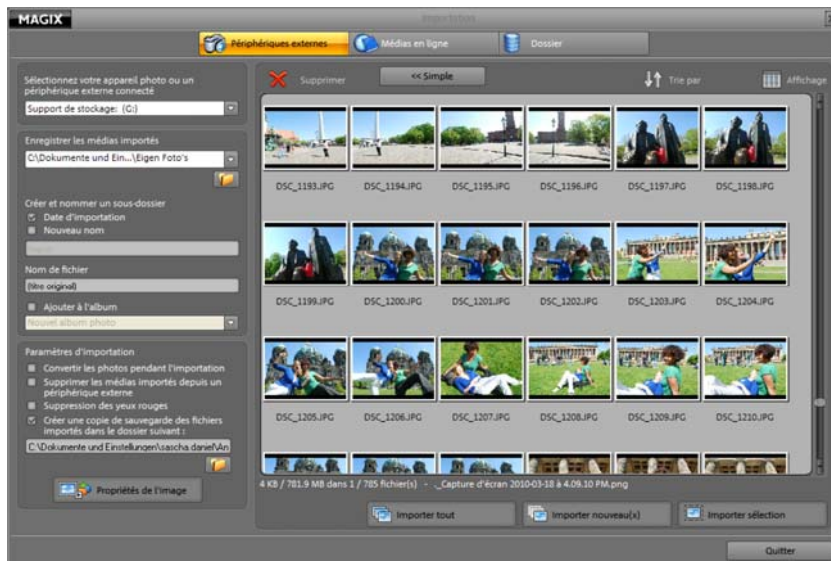 MAGIX
Importation
Périphériques externes
Médias en ligne
Dossier
Sélectionnez votre appareil photo ou un
périphérique externe connecté
Support de stockage: (G:)
Enregistrer les médias importés
C:\Dokumente und Ein...\Eigen Foto's
Créer et nommer un sous-dossier
Date d'importation
Nouveau nom
Nom de fichier
(titre original)
Ajouter à l'album
Nouvel album photo
Paramètres d'importation
Convertir les photos pendant l'importation
Supprimer les médias importés depuis un
périphérique externe
Suppression des yeux rouges
Créer une copie de sauvegarde des fichiers
importés dans le dossier suivant :
C:\Dokumente und Einstellungen\sascha.daniel\An
Propriétés de l'image
Supprimer
<< Simple
Trie par
Affichage
DSC_1193.JPG
DSC_1194.JPG
DSC_1195.JPG
DSC_1196.JPG
DSC_1197.JPG
DSC_1198.JPG
DSC_1199.JPG
DSC_1200.JPG
DSC_1201.JPG
DSC_1202.JPG
DSC_1203.JPG
DSC_1204.JPG
DSC_1205.JPG
DSC_1206.JPG
DSC_1207.JPG
DSC_1208.JPG
DSC_1209.JPG
DSC_1210.JPG
4 KB / 781.9 MB dans 1 / 785 fichier(s) - ._Capture d'écran 2010-03-18 à 4.09.10 PM.png
Importer tout
Importer nouveau(x)
Importer sélection
Quitter